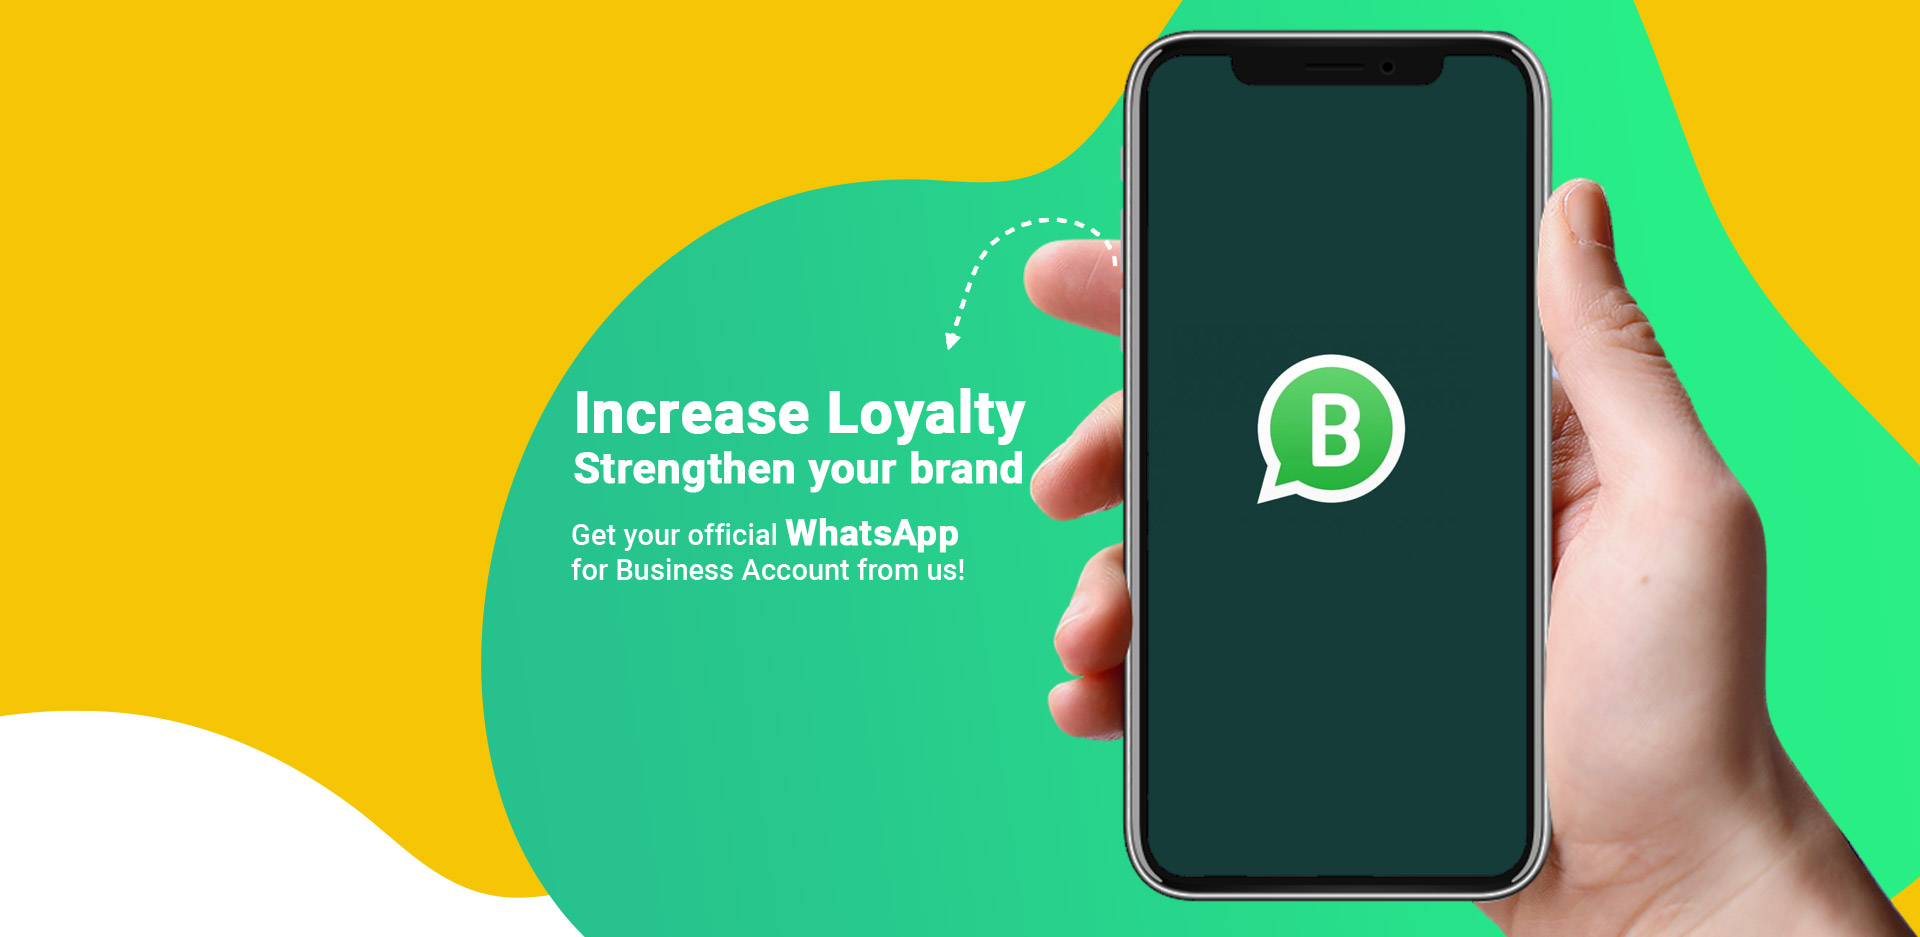 Increase Loyalty
Strengthen your brand
Get your official WhatsApp
for Business Account from us!
B